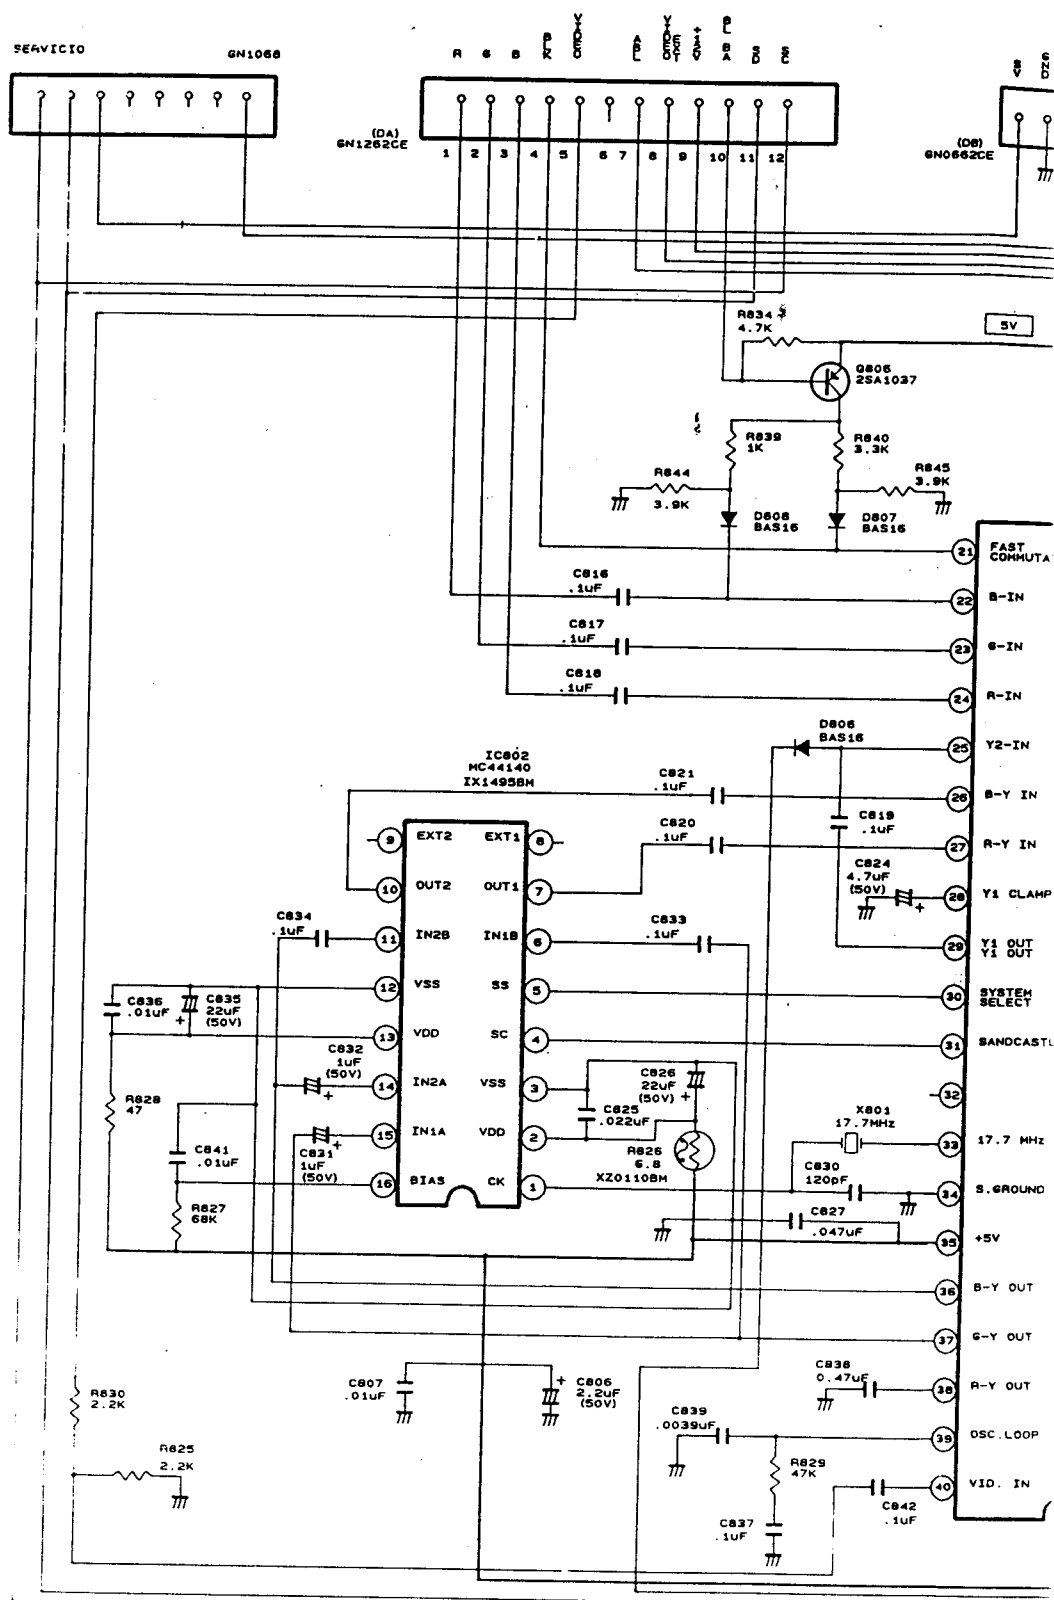 SERVICIO
GN1068
R
G
B
BLK
VIDEO
ABL
VIDEO
EXT
+15V
BL BA
SD
SC
5V
GND
(DA)
GN1262CE
1 2 3 4 5 6 7 8 9 10 11 12
(DB)
GN0662CE
R834
4.7K
5V
Q806
2SA1037
R839
1K
R840
3.3K
R844
3.9K
R845
3.9K
D808
BAS16
D807
BAS16
21
FAST
COMMUTA
C816
.1uF
22
B-IN
C817
.1uF
23
G-IN
C818
.1uF
24
R-IN
D806
BAS16
25
Y2-IN
IC802
MC44140
IX1495BM
C821
.1uF
26
B-Y IN
C819
.1uF
C820
.1uF
27
R-Y IN
9
EXT2
EXT1
8
C824
4.7uF
(50V)
28
Y1 CLAMP
10
OUT2
OUT1
7
C834
.1uF
11
IN2B
IN1B
6
C833
.1uF
29
Y1 OUT
Y1 OUT
12
VSS
SS
5
30
SYSTEM
SELECT
C836
.01uF
C835
22uF
(50V)
+
13
VDD
SC
4
31
SANDCASTL
C832
1uF
(50V)
+
14
IN2A
VSS
3
C826
22uF
(50V)
+
32
R828
47
C825
.022uF
X801
17.7MHz
15
IN1A
VDD
2
33
17.7 MHz
C841
.01uF
C831
1uF
(50V)
+
R826
6.8
XZ0110BM
C830
120pF
16
BIAS
CK
1
34
S.GROUND
R827
68K
C827
.047uF
35
+5V
36
B-Y OUT
37
G-Y OUT
C807
.01uF
+
C806
2.2uF
(50V)
C838
0.47uF
38
R-Y OUT
R830
2.2K
C839
.0039uF
39
OSC.LOOP
R825
2.2K
R829
47K
40
VID. IN
C842
.1uF
C837
.1uF